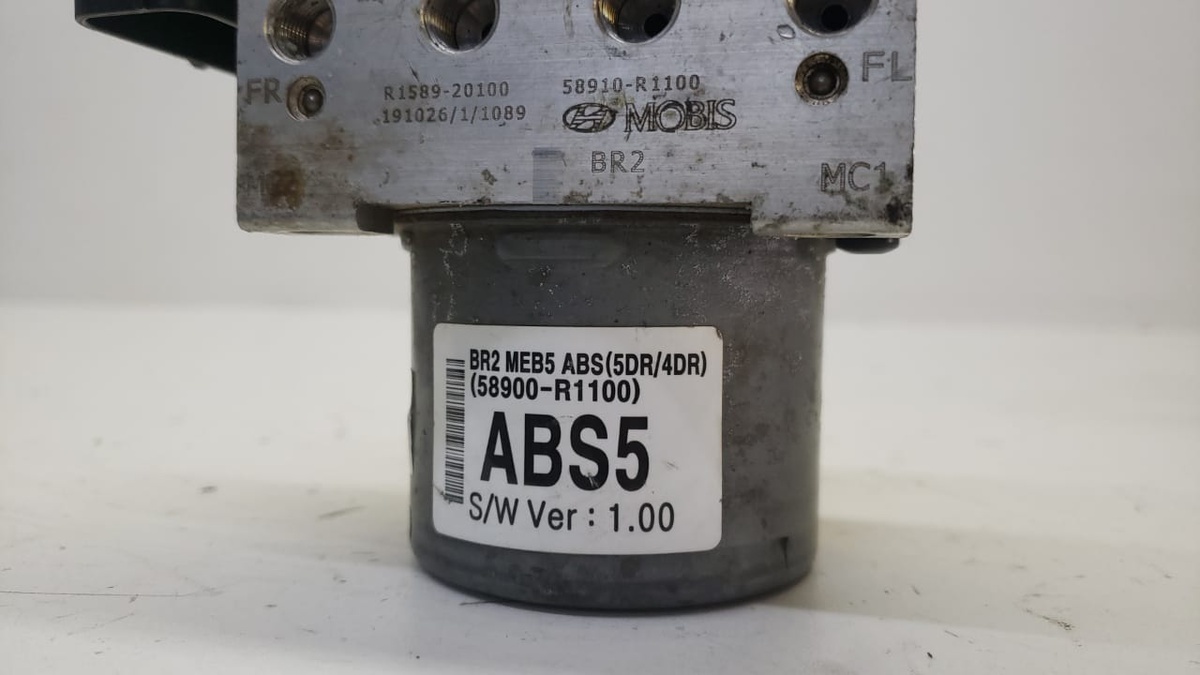 FR
R1589-20100
58910-R1100
FL
191026/1/1089
MOBIS
BR2
MC1
BR2 MEB5 ABS(5DR/4DR)
(58900-R1100)
ABS5
S/W Ver : 1.00